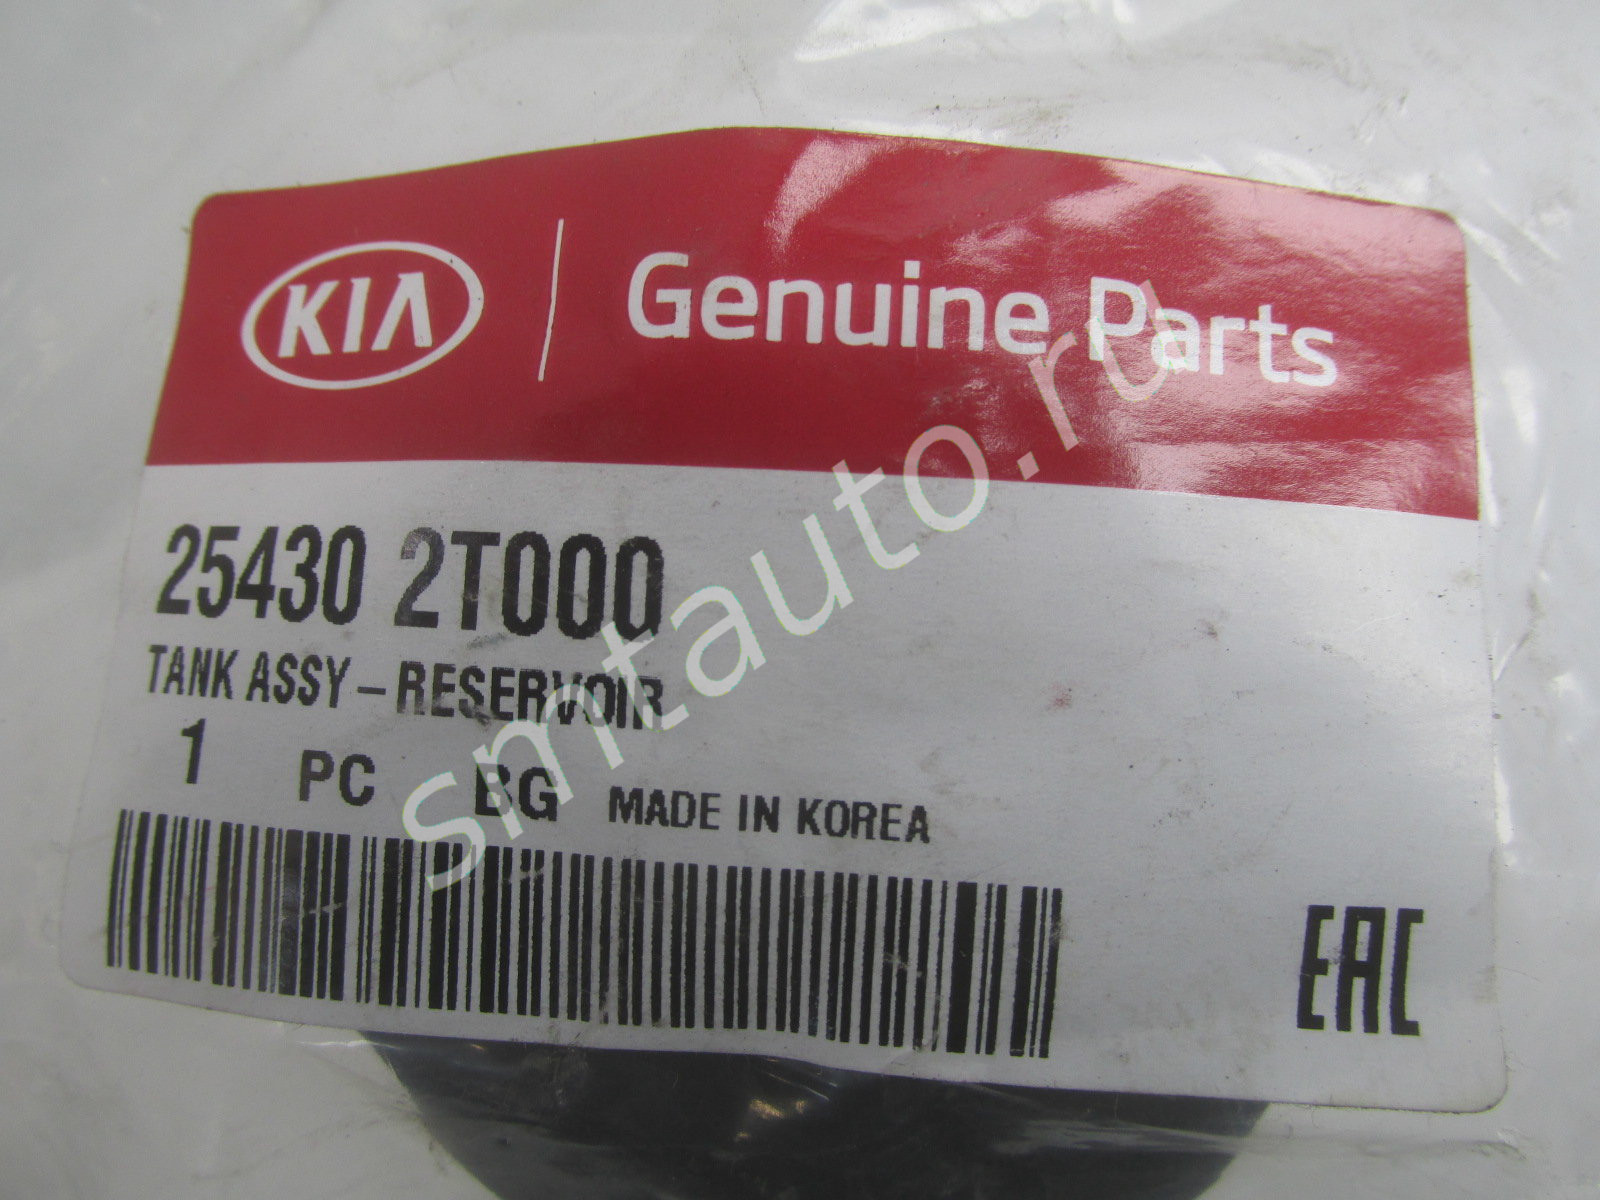 KIA Genuine Parts
25430 2T000
TANK ASSY-RESERVOIR
1 PC BG MADE IN KOREA
EAC
smtauto.ru